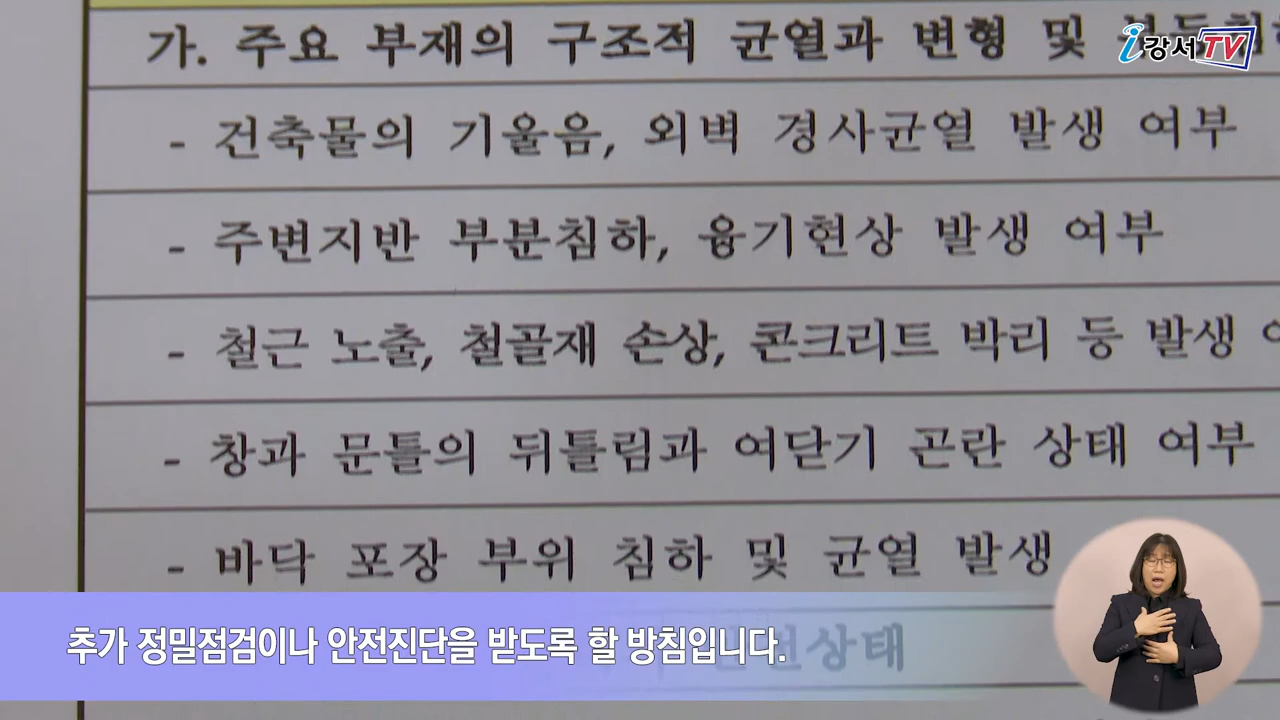 가. 주요 부재의 구조적 균열과 변형 및
i강서TV
- 건축물의 기울음, 외벽 경사균열 발생 여부
- 주변지반 부분침하, 융기현상 발생 여부
- 철근 노출, 철골재 손상, 콘크리트 박리 등 발생
- 창과 문틀의 뒤틀림과 여닫기 곤란 상태 여부
- 바닥 포장 부위 침하 및 균열 발생
추가 정밀점검이나 안전진단을 받도록 할 방침입니다.